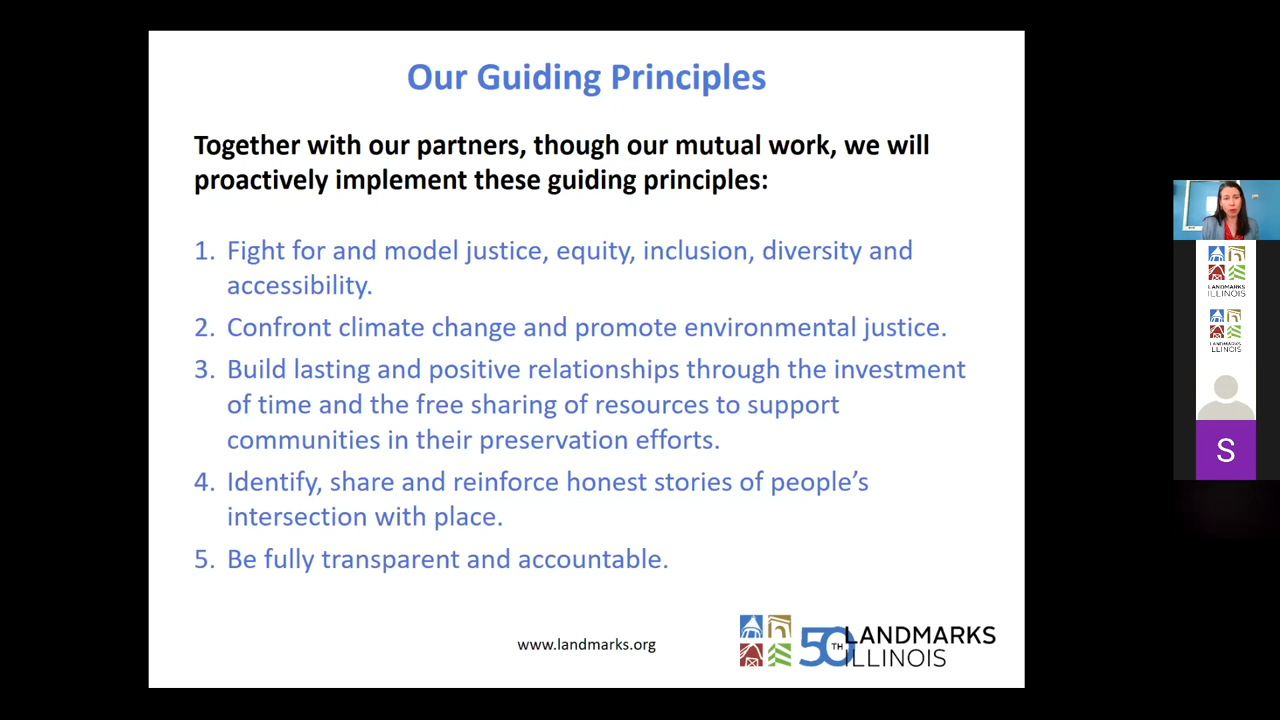 Our Guiding Principles
Together with our partners, though our mutual work, we will
proactively implement these guiding principles:
1. Fight for and model justice, equity, inclusion, diversity and
accessibility.
2. Confront climate change and promote environmental justice.
3. Build lasting and positive relationships through the investment
of time and the free sharing of resources to support
communities in their preservation efforts.
4. Identify, share and reinforce honest stories of people’s
intersection with place.
5. Be fully transparent and accountable.
www.landmarks.org
50TH LANDMARKS
ILLINOIS
LANDMARKS
ILLINOIS
LANDMARKS
ILLINOIS
S